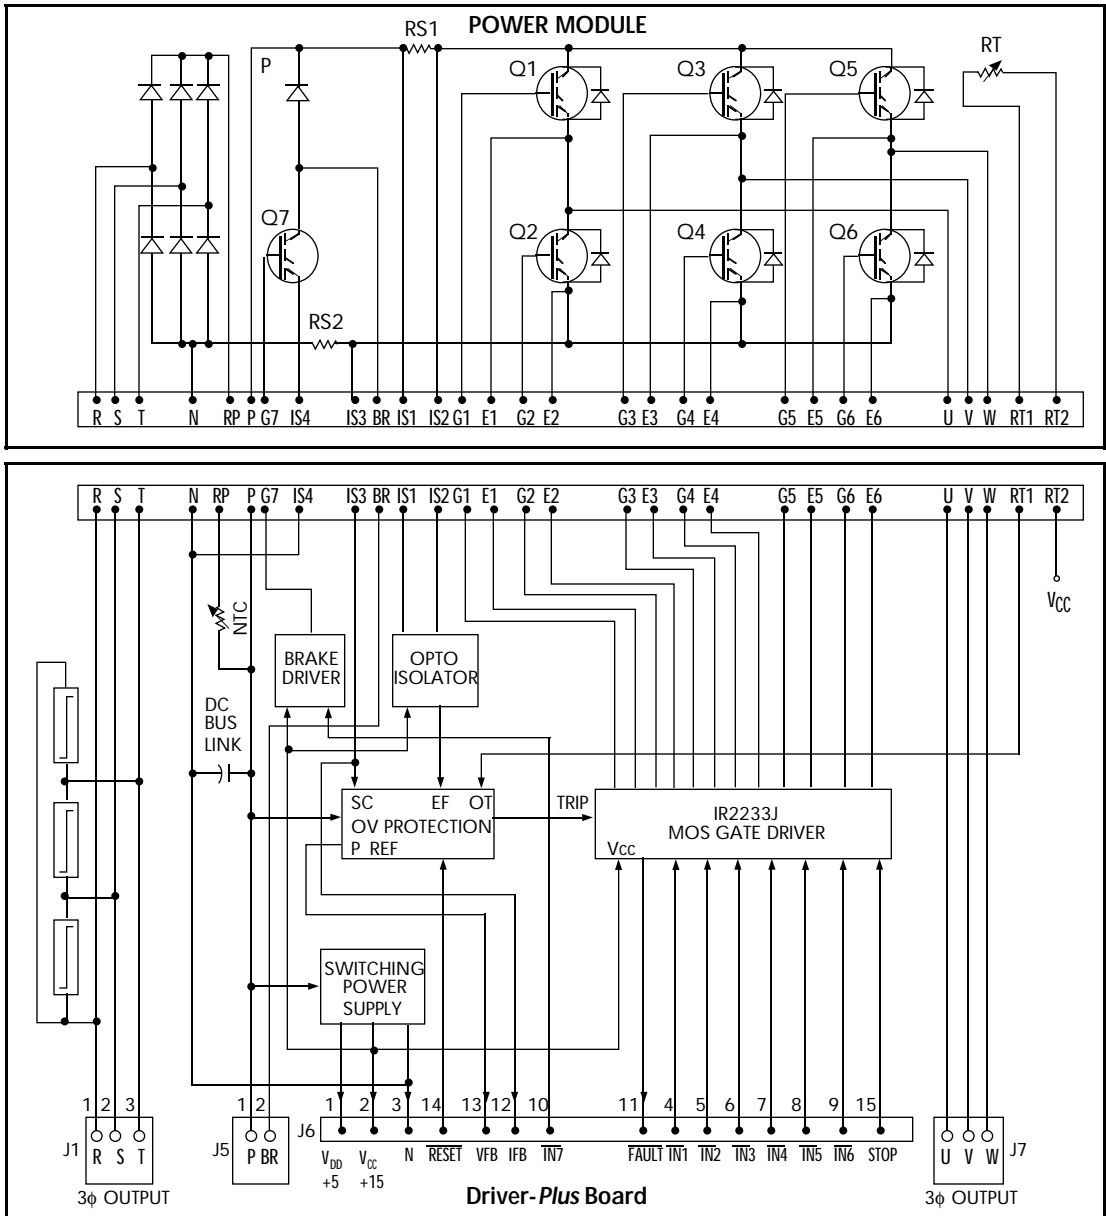 POWER MODULE
RS1
RT
P
Q1
Q3
Q5
Q7
Q2
Q4
Q6
RS2
R S T N RP P G7 IS4 IS3 BR IS1 IS2 G1 E1 G2 E2 G3 E3 G4 E4 G5 E5 G6 E6 U V W RT1 RT2
R S T N RP P G7 IS4 IS3 BR IS1 IS2 G1 E1 G2 E2 G3 E3 G4 E4 G5 E5 G6 E6 U V W RT1 RT2
VCC
NTC
BRAKE
DRIVER
OPTO
ISOLATOR
DC
BUS
LINK
SC EF OT
OV PROTECTION
P REF
TRIP
IR2233J
MOS GATE DRIVER
Vcc
SWITCHING
POWER
SUPPLY
1 2 3
1 2
1 2 3 14 13 12 10 11 4 5 6 7 8 9 15
J1
R S T
3ϕ OUTPUT
J5
P BR
J6
VDD
+5
VCC
+15
N
RESET
VFB
IFB
IN7
FAULT
IN1
IN2
IN3
IN4
IN5
IN6
STOP
Driver-Plus Board
J7
U V W
3ϕ OUTPUT